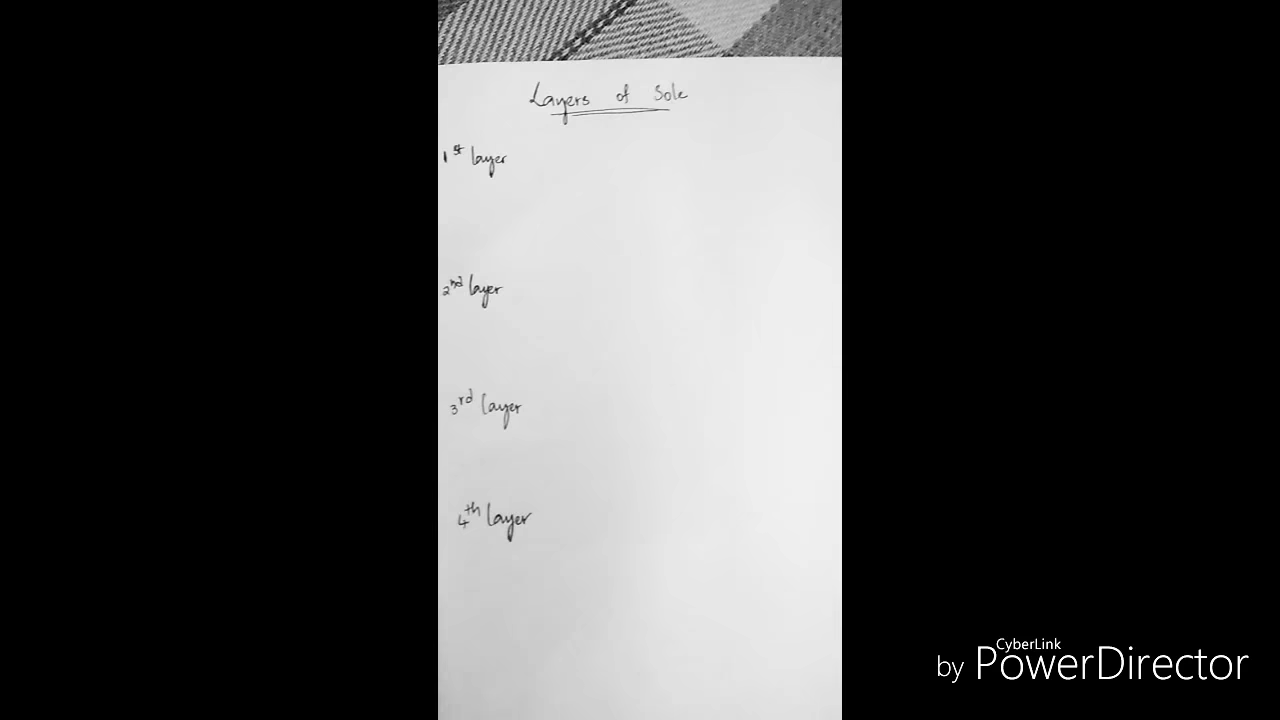 Layers of Sole
1st layer
2nd layer
3rd layer
4th layer
CyberLink
by PowerDirector